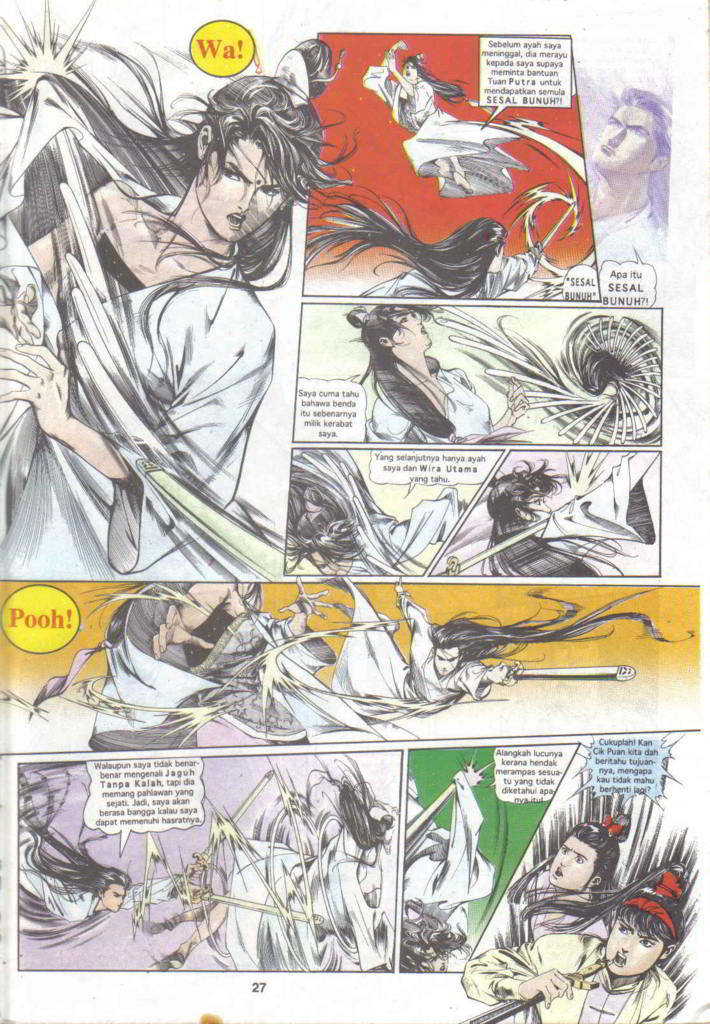 Wa!
Sebelum ayah saya
meninggal, dia merayu
kepada saya supaya
meminta bantuan
Tuan Putra untuk
mendapatkan semula
SESAL BUNUH?!
"SESAL
BUNUH"
Apa itu
SESAL
BUNUH?!
Saya cuma tahu
bahawa benda
itu sebenarnya
milik kerabat
saya.
Yang selanjutnya hanya ayah
saya dan Wira Utama
yang tahu.
Pooh!
Walaupun saya tidak benar-
benar mengenali Jaguh
Tanpa Kalah, tapi dia
memang pahlawan yang
sejati. Jadi, saya akan
berasa bangga kalau saya
dapat memenuhi hasratnya.
Alangkah lucunya
kerana hendak
merampas sesua-
tu yang tidak
diketahui apa-
nya itu!
Cukuplah! Kan
Cik Puan kita dah
beritahu tujuan-
nya, mengapa
kau tidak mahu
berhenti lagi?
27